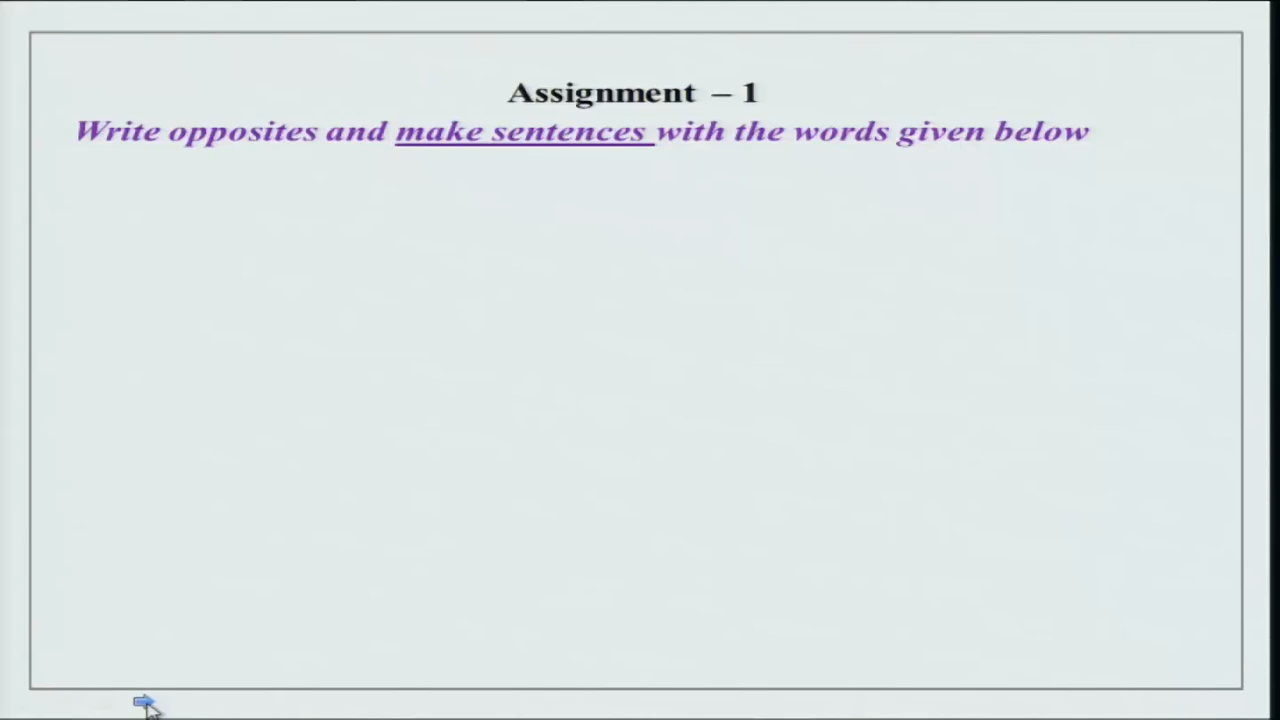 Assignment – 1
Write opposites and make sentences with the words given below